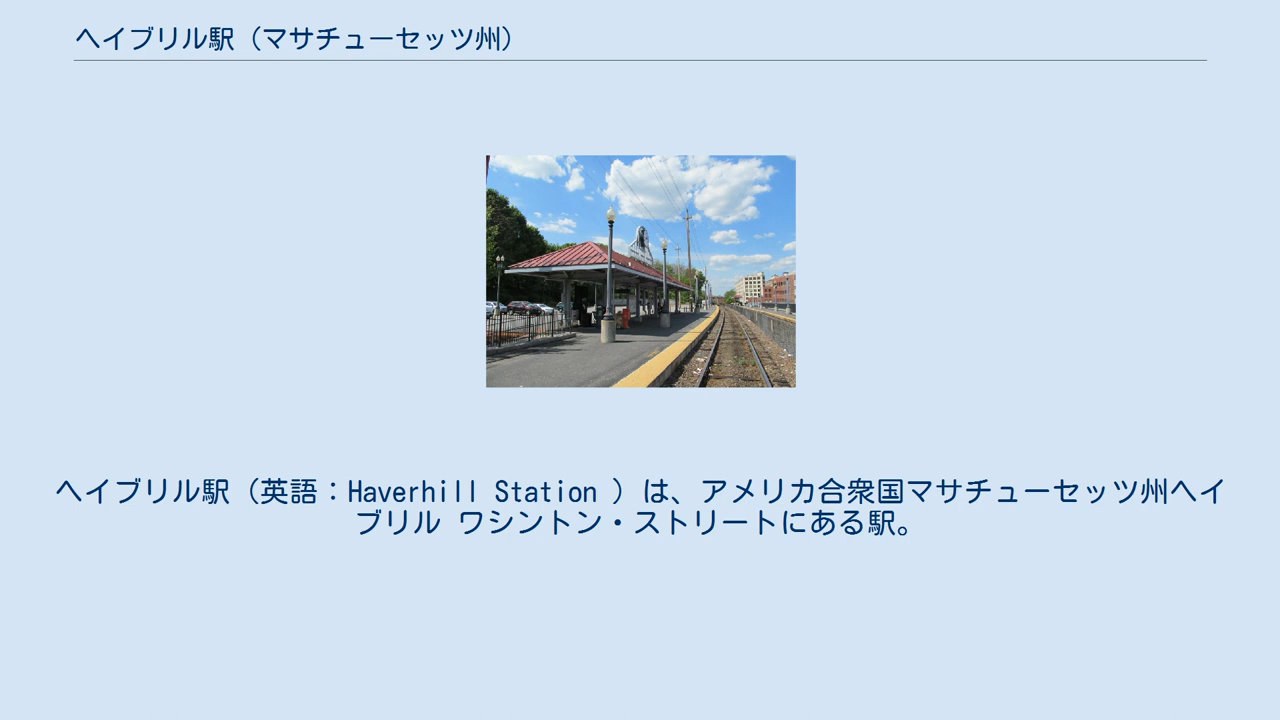 ヘイブリル駅（マサチューセッツ州）
ヘイブリル駅（英語：Haverhill Station ）は、アメリカ合衆国マサチューセッツ州ヘイ
ブリル ワシントン・ストリートにある駅。